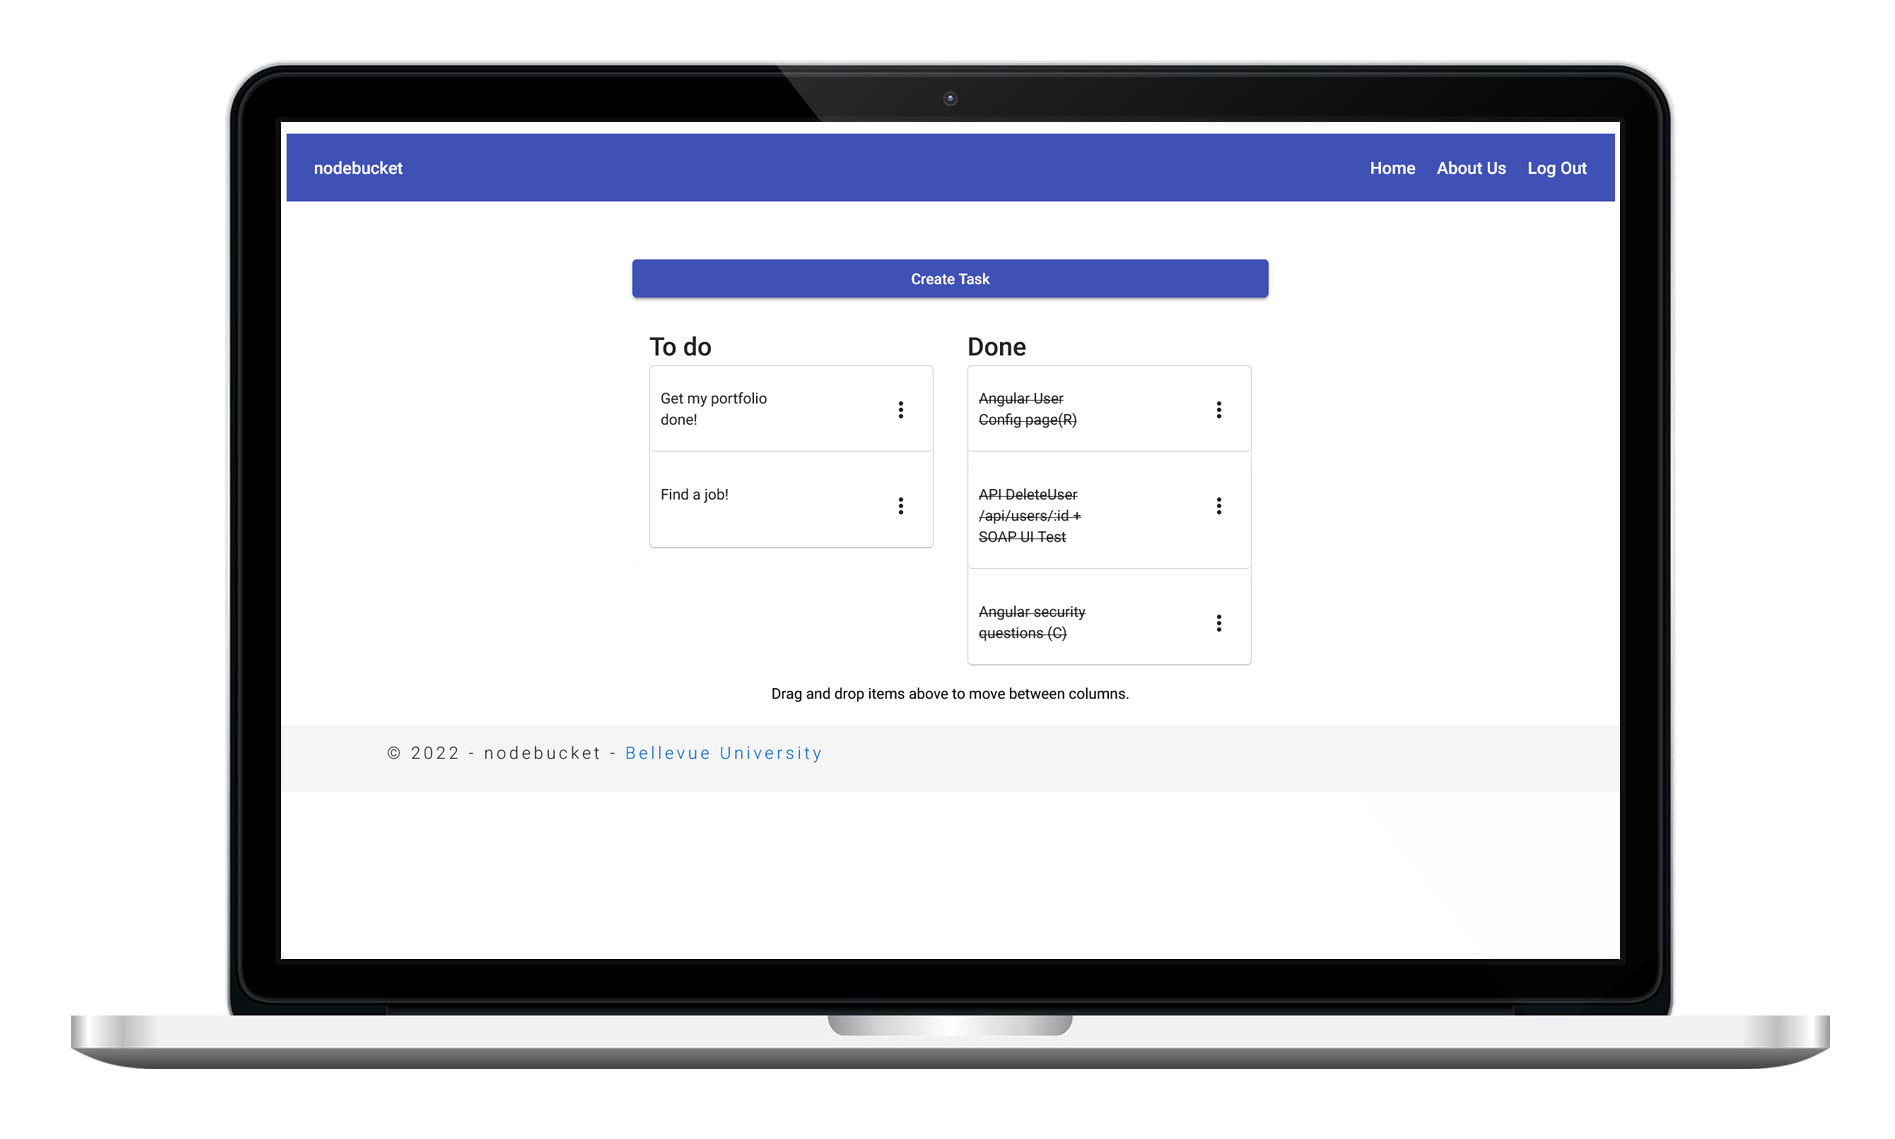 nodebucket
Home About Us Log Out
Create Task
To do
Get my portfolio
done!
Find a job!
Done
Angular User
Config page(R)
API DeleteUser
/api/users/:id +
SOAP UI Test
Angular security
questions (C)
Drag and drop items above to move between columns.
© 2022 - nodebucket - Bellevue University